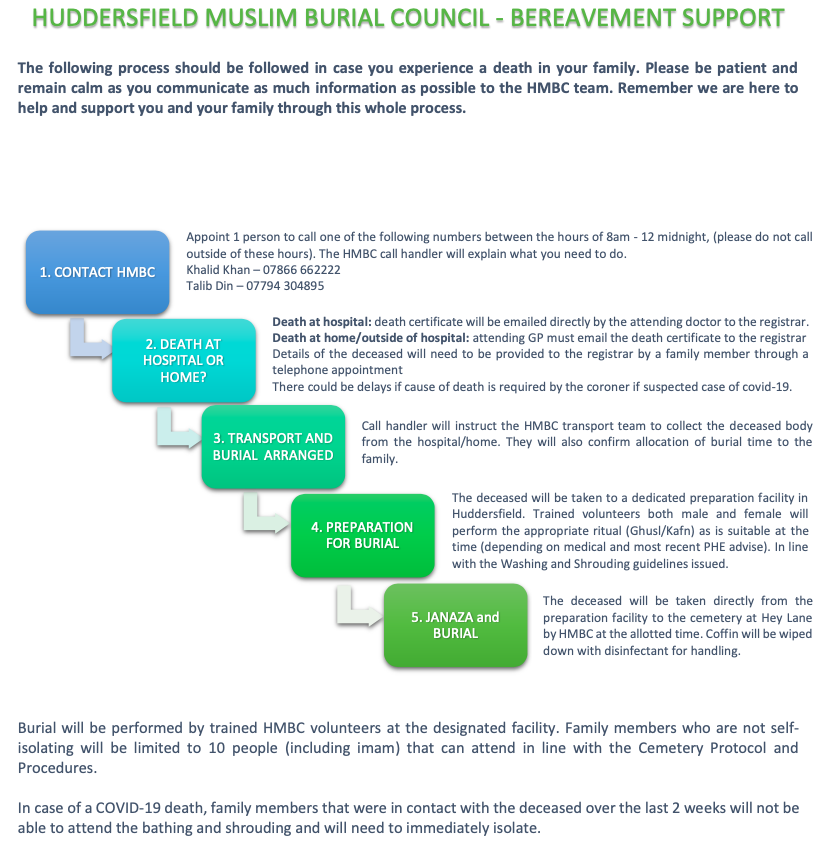 HUDDERSFIELD MUSLIM BURIAL COUNCIL - BEREAVEMENT SUPPORT
The following process should be followed in case you experience a death in your family. Please be patient and
remain calm as you communicate as much information as possible to the HMBC team. Remember we are here to
help and support you and your family through this whole process.
1. CONTACT HMBC
Appoint 1 person to call one of the following numbers between the hours of 8am - 12 midnight, (please do not call
outside of these hours). The HMBC call handler will explain what you need to do.
Khalid Khan – 07866 662222
Talib Din – 07794 304895
2. DEATH AT
HOSPITAL OR
HOME?
Death at hospital: death certificate will be emailed directly by the attending doctor to the registrar.
Death at home/outside of hospital: attending GP must email the death certificate to the registrar
Details of the deceased will need to be provided to the registrar by a family member through a
telephone appointment
There could be delays if cause of death is required by the coroner if suspected case of covid-19.
3. TRANSPORT AND
BURIAL ARRANGED
Call handler will instruct the HMBC transport team to collect the deceased body
from the hospital/home. They will also confirm allocation of burial time to the
family.
4. PREPARATION
FOR BURIAL
The deceased will be taken to a dedicated preparation facility in
Huddersfield. Trained volunteers both male and female will
perform the appropriate ritual (Ghusl/Kafn) as is suitable at the
time (depending on medical and most recent PHE advise). In line
with the Washing and Shrouding guidelines issued.
5. JANAZA and
BURIAL
The deceased will be taken directly from the
preparation facility to the cemetery at Hey Lane
by HMBC at the allotted time. Coffin will be wiped
down with disinfectant for handling.
Burial will be performed by trained HMBC volunteers at the designated facility. Family members who are not self-
isolating will be limited to 10 people (including imam) that can attend in line with the Cemetery Protocol and
Procedures.
In case of a COVID-19 death, family members that were in contact with the deceased over the last 2 weeks will not be
able to attend the bathing and shrouding and will need to immediately isolate.